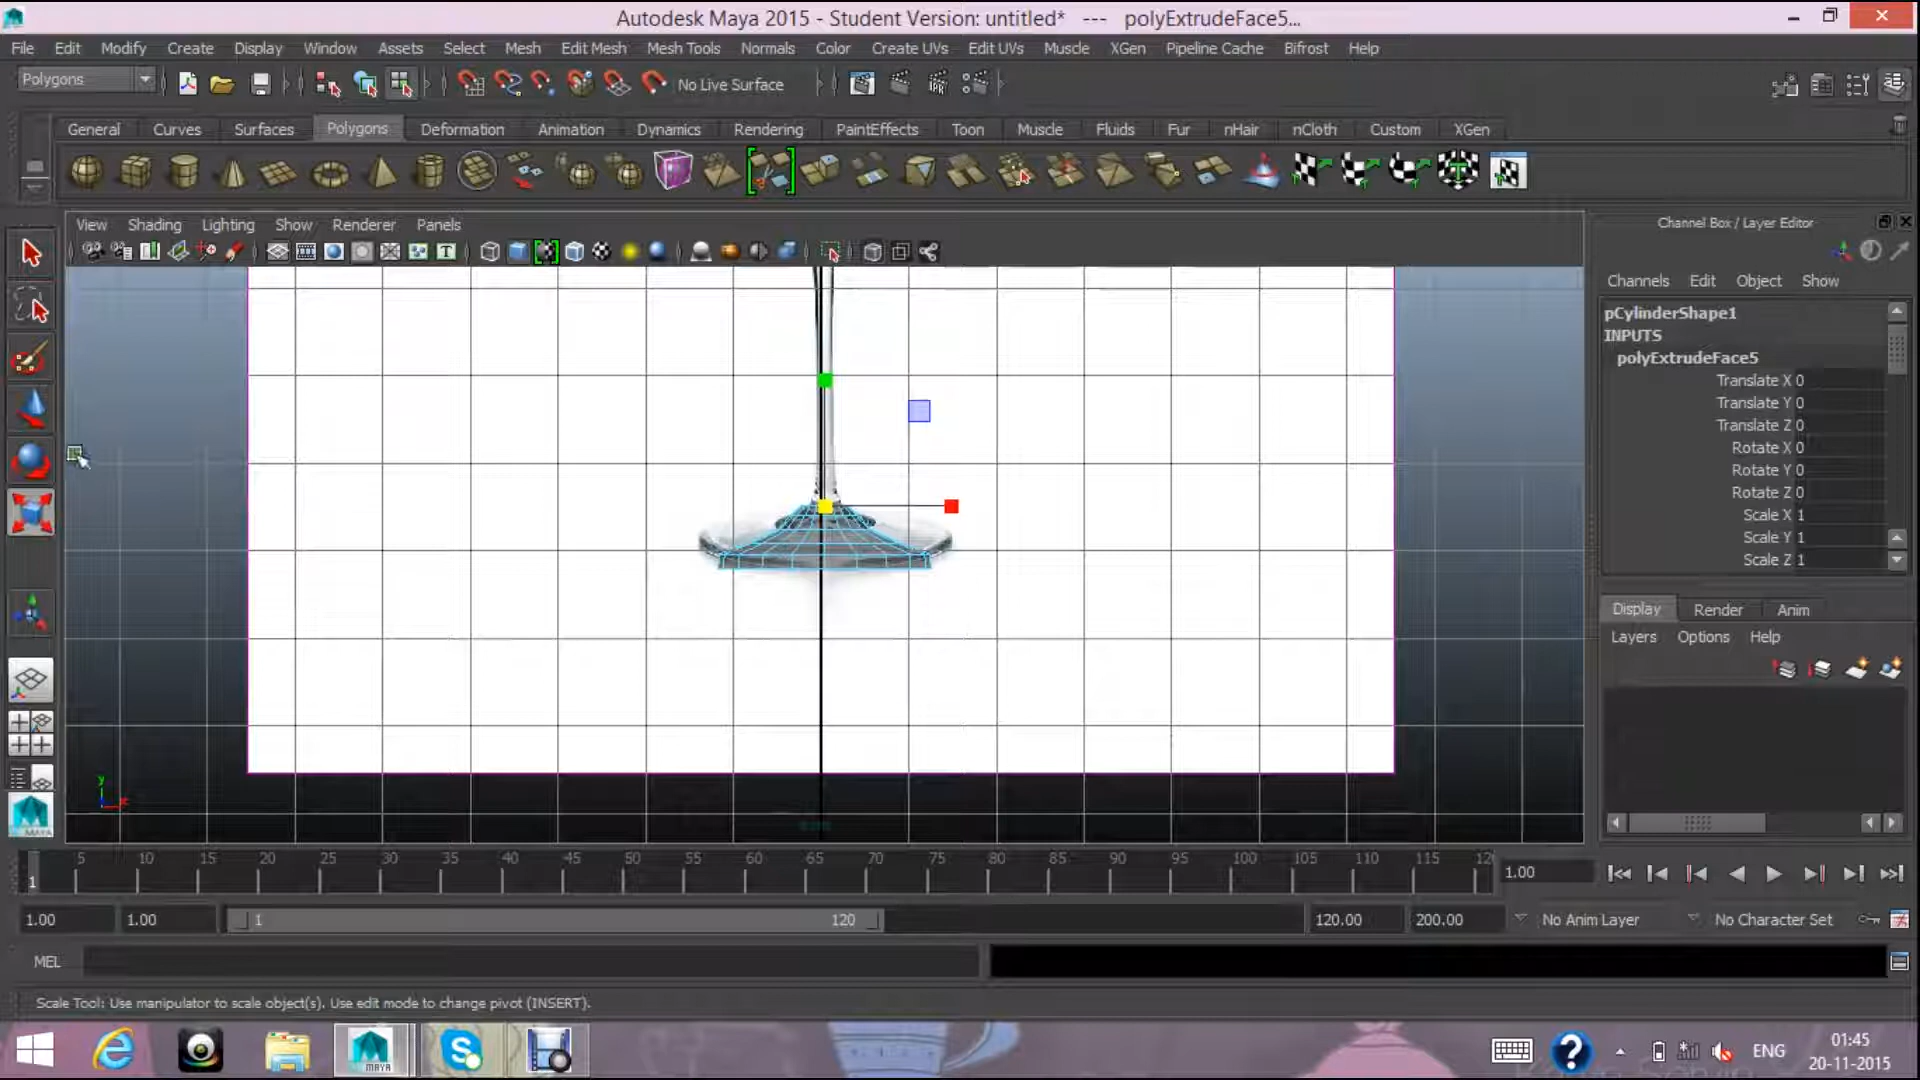 Autodesk Maya 2015 - Student Version: untitled*   ---   polyExtrudeFace5...
File Edit Modify Create Display Window Assets Select Mesh Edit Mesh Mesh Tools Normals Color Create UVs Edit UVs Muscle XGen Pipeline Cache Bifrost Help
Polygons No Live Surface
General Curves Surfaces Polygons Deformation Animation Dynamics Rendering PaintEffects Toon Muscle Fluids Fur nHair nCloth Custom XGen
View Shading Lighting Show Renderer Panels
Channel Box / Layer Editor
Channels Edit Object Show
pCylinderShape1
INPUTS
polyExtrudeFace5
Translate X 0
Translate Y 0
Translate Z 0
Rotate X 0
Rotate Y 0
Rotate Z 0
Scale X 1
Scale Y 1
Scale Z 1
Display Render Anim
Layers Options Help
y
x
MAYA
5 10 15 20 25 30 35 40 45 50 55 60 65 70 75 80 85 90 95 100 105 110 115 12
1
1.00
1.00 1.00 1 120 120.00 200.00 No Anim Layer No Character Set
MEL
Scale Tool: Use manipulator to scale object(s). Use edit mode to change pivot (INSERT).
MAYA
ENG
01:45
20-11-2015